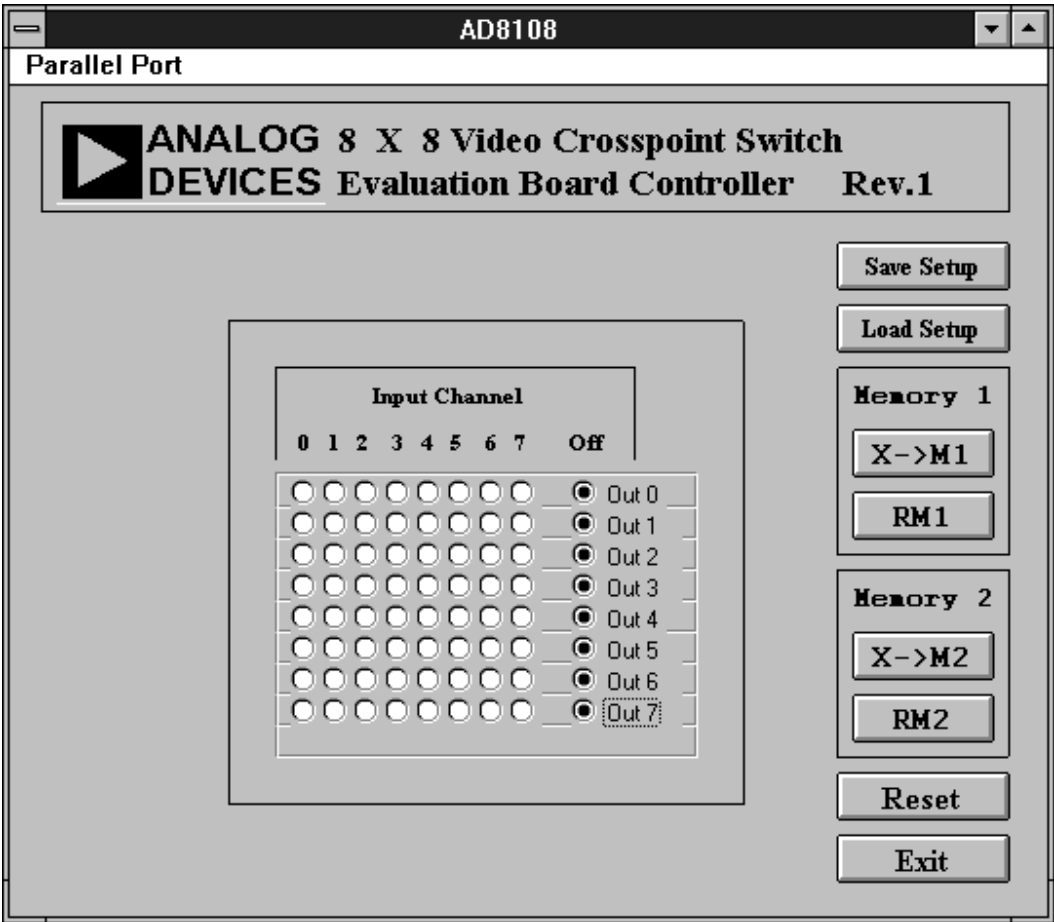 AD8108
Parallel Port
ANALOG DEVICES
8 X 8 Video Crosspoint Switch
Evaluation Board Controller Rev.1
Save Setup
Load Setup
Input Channel
0 1 2 3 4 5 6 7 Off
Out 0
Out 1
Out 2
Out 3
Out 4
Out 5
Out 6
Out 7
Memory 1
X->M1
RM1
Memory 2
X->M2
RM2
Reset
Exit